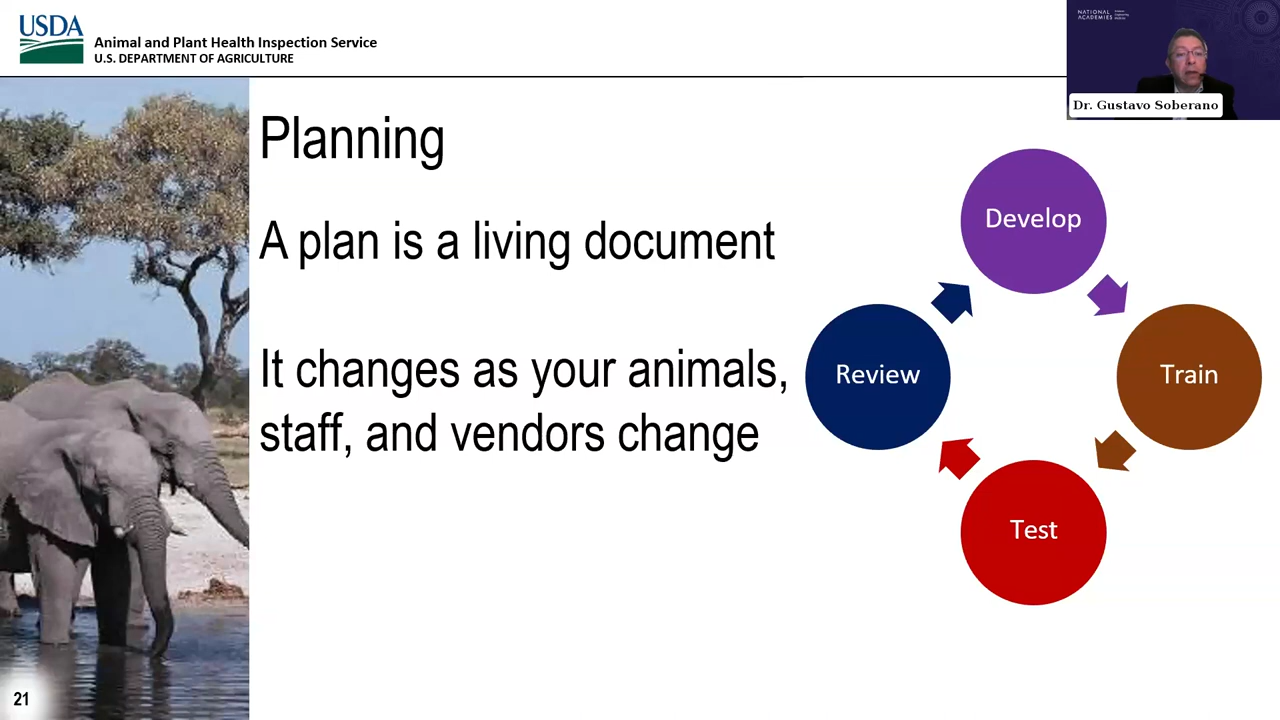 USDA
Animal and Plant Health Inspection Service
U.S. DEPARTMENT OF AGRICULTURE
NATIONAL
ACADEMIES
Dr. Gustavo Soberano
Planning
A plan is a living document
It changes as your animals,
staff, and vendors change
Develop
Train
Test
Review
21